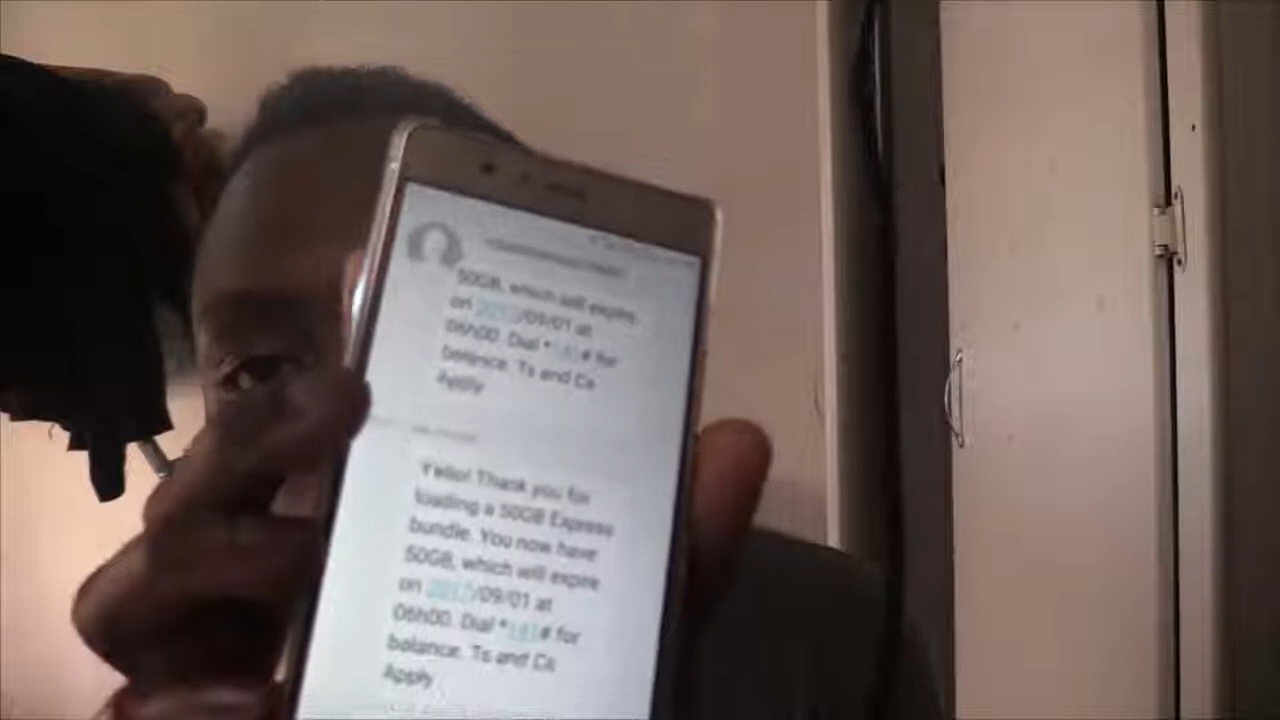 50GB, which will expire
on 2017/09/01 at
06h00. Dial *141# for
balance. Ts and Cs
Apply
Yello! Thank you for
loading a 50GB Express
bundle. You now have
50GB, which will expire
on 2017/09/01 at
06h00. Dial *141# for
balance. Ts and Cs
Apply